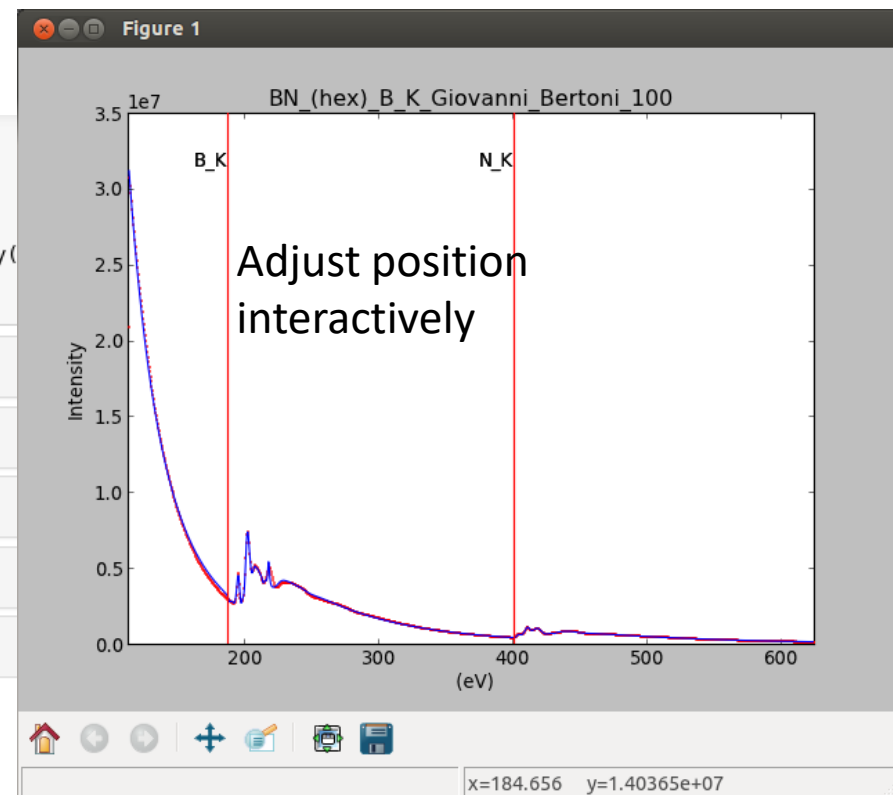 Figure 1
1e7
BN_(hex)_B_K_Giovanni_Bertoni_100
3.5
B_K
N_K
3.0
Adjust position
interactively
2.5
2.0
1.5
1.0
0.5
0.0
Intensity
200
300
400
500
600
(eV)
x=184.656 y=1.40365e+07